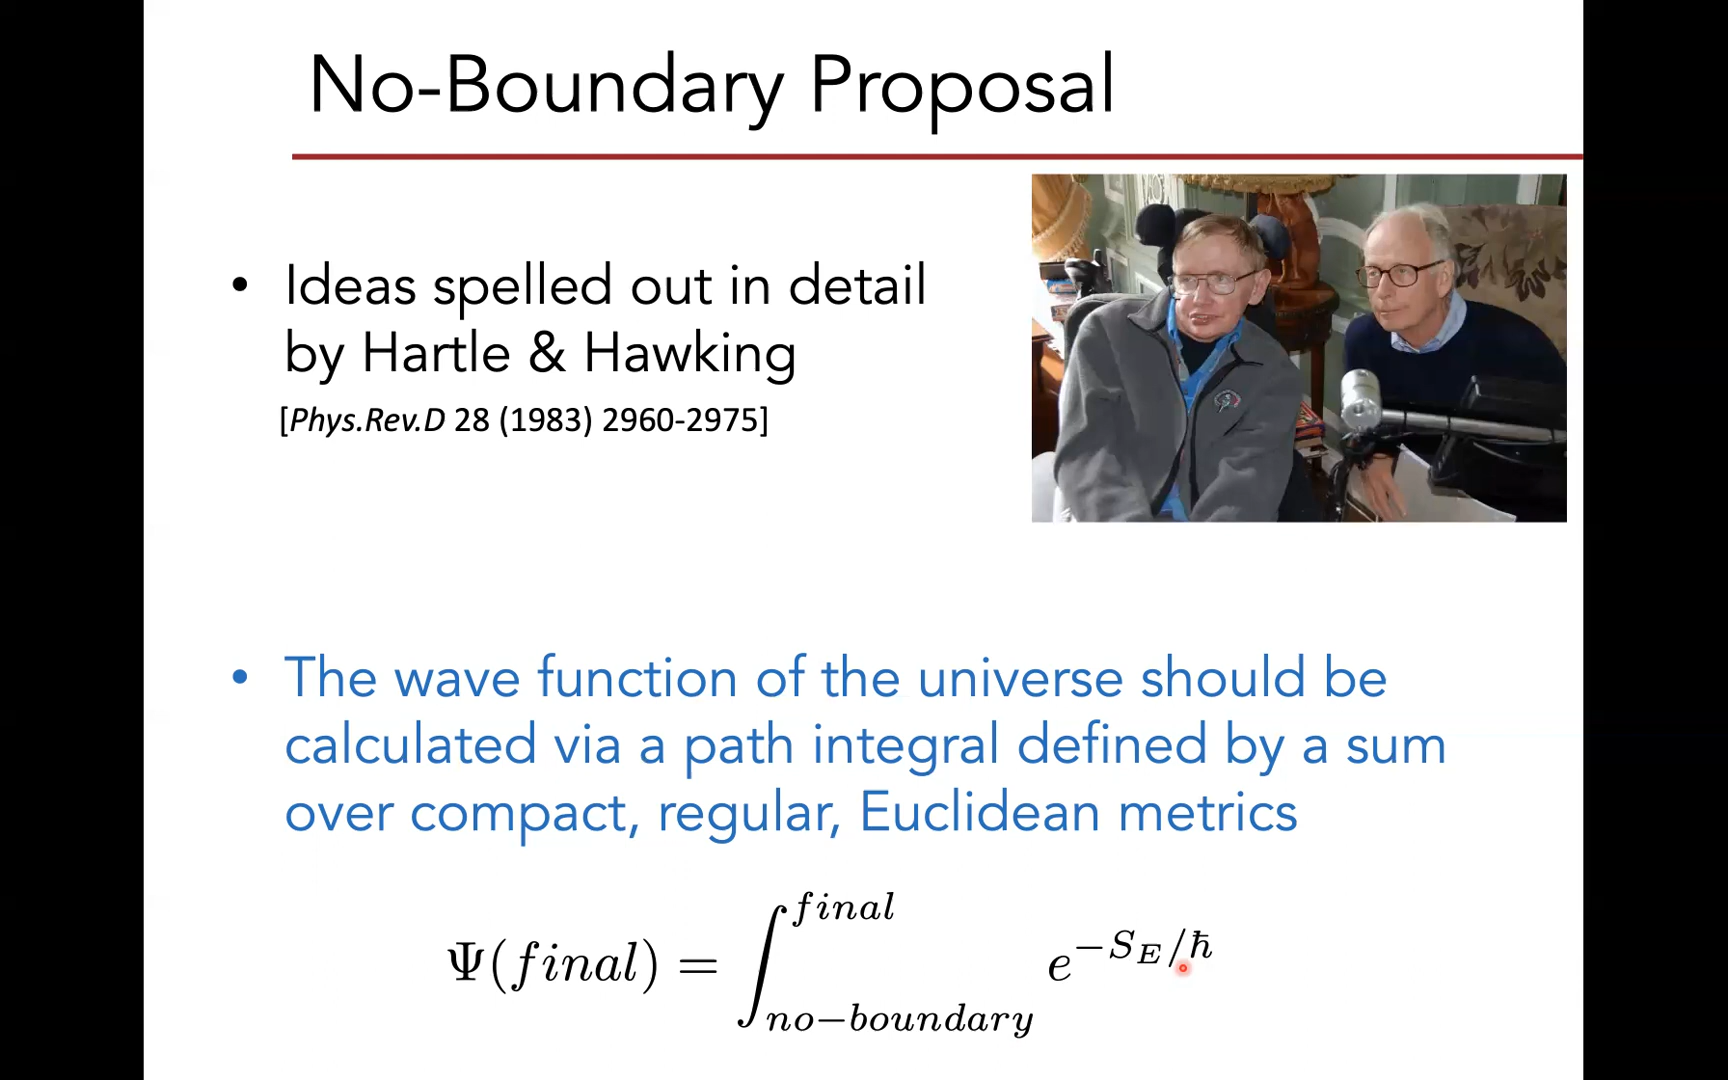 No-Boundary Proposal
• Ideas spelled out in detail
by Hartle & Hawking
[Phys.Rev.D 28 (1983) 2960-2975]
• The wave function of the universe should be
calculated via a path integral defined by a sum
over compact, regular, Euclidean metrics
Ψ(final) = ∫_{no−boundary}^{final} e^{−S_E/ħ}